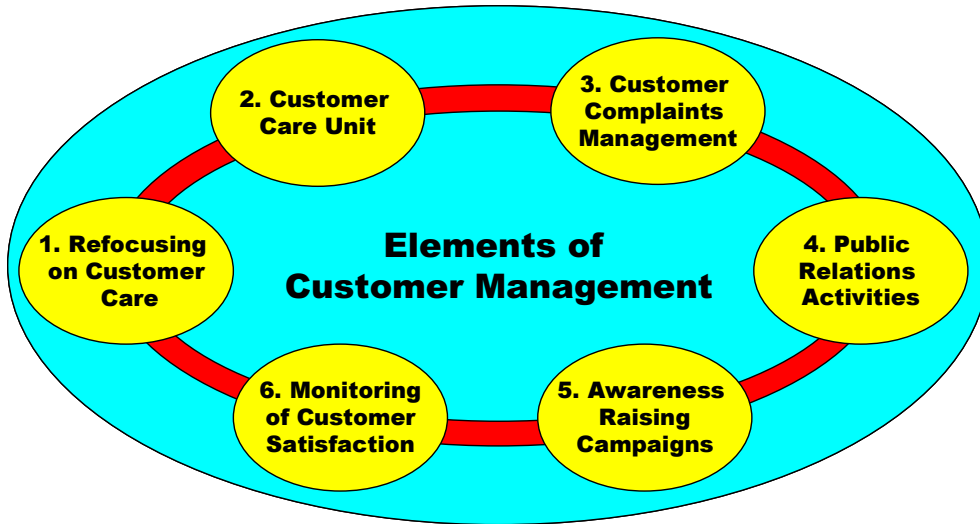 2. Customer
Care Unit
3. Customer
Complaints
Management
1. Refocusing
on Customer
Care
Elements of
Customer Management
4. Public
Relations
Activities
6. Monitoring
of Customer
Satisfaction
5. Awareness
Raising
Campaigns